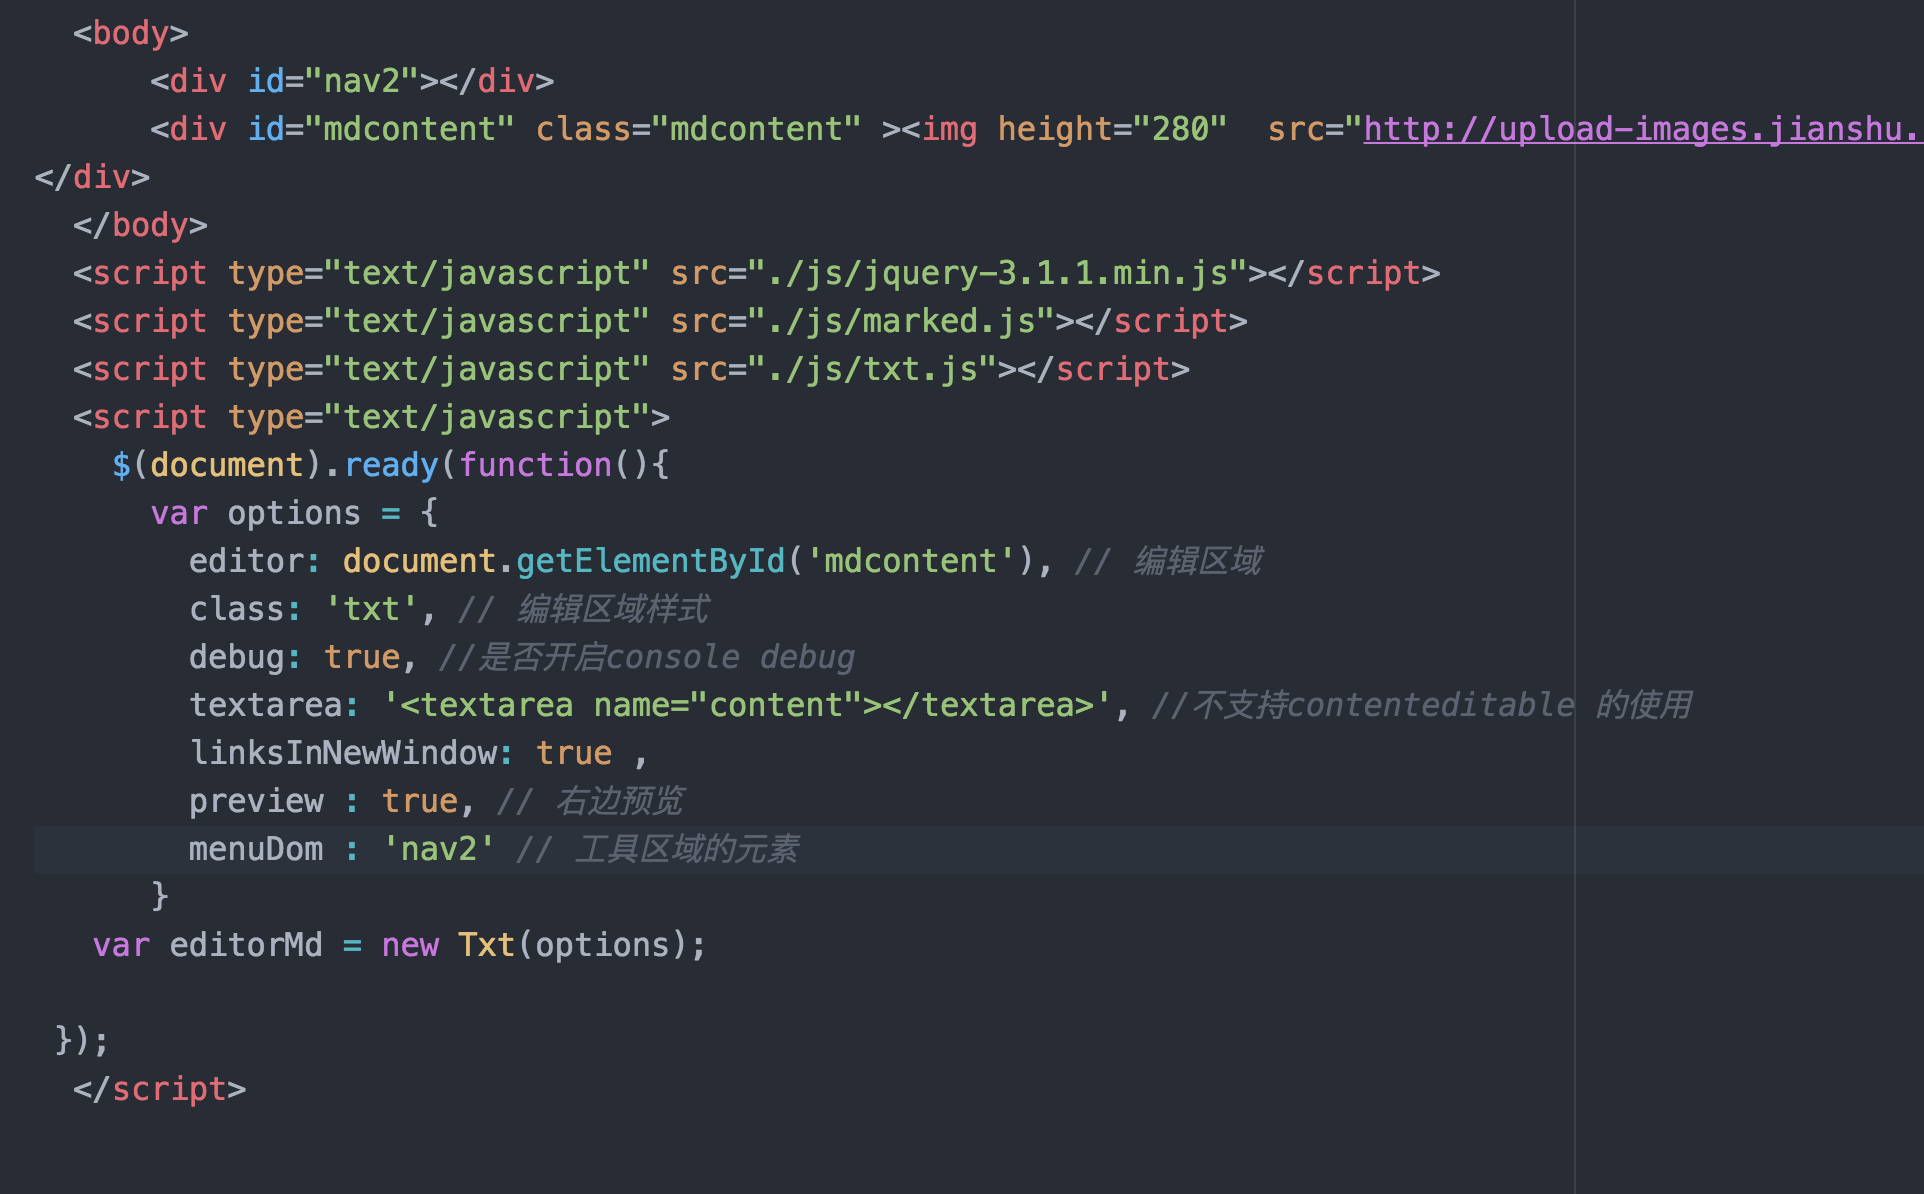 <body>
<div id="nav2"></div>
<div id="mdcontent" class="mdcontent" ><img height="280"  src="http://upload-images.jianshu.
</div>
</body>
<script type="text/javascript" src="./js/jquery-3.1.1.min.js"></script>
<script type="text/javascript" src="./js/marked.js"></script>
<script type="text/javascript" src="./js/txt.js"></script>
<script type="text/javascript">
$(document).ready(function(){
var options = {
editor: document.getElementById('mdcontent'), // 编辑区域
class: 'txt', // 编辑区域样式
debug: true, //是否开启console debug
textarea: '<textarea name="content"></textarea>', //不支持contenteditable 的使用
linksInNewWindow: true ,
preview : true, // 右边预览
menuDom : 'nav2' // 工具区域的元素
}
var editorMd = new Txt(options);
});
</script>